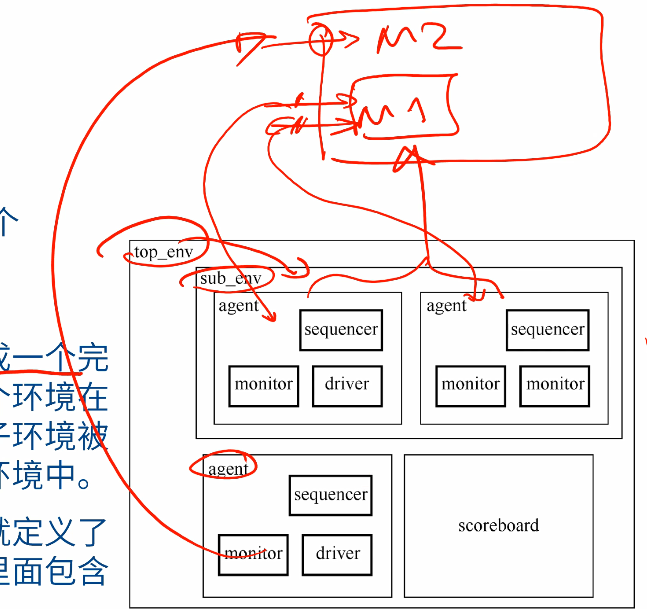 M2
M1
个
top_env
sub_env
agent
agent
sequencer
sequencer
monitor
driver
monitor
monitor
成一个完
个环境在
子环境被
环境中。
agent
sequencer
scoreboard
monitor
driver
就定义了
里面包含